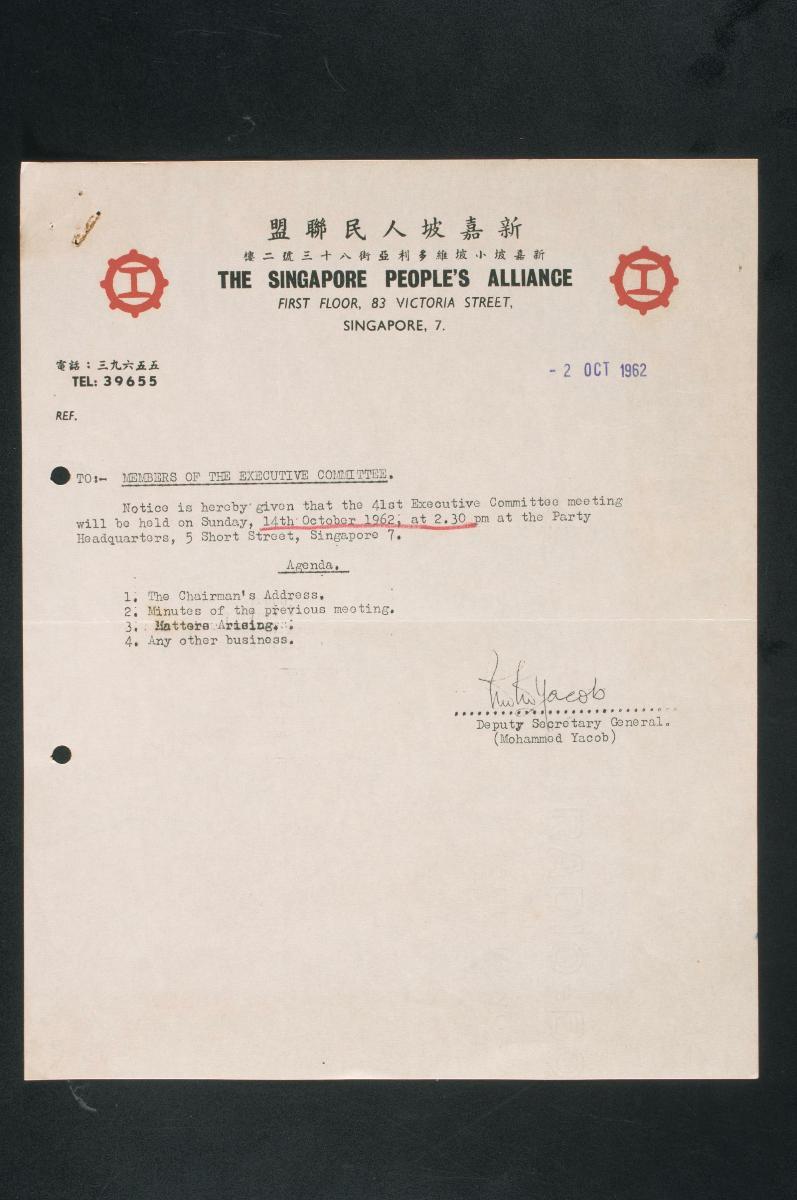 盟聯民人坡嘉新
樓二號三十八街亞利多維坡小坡嘉新
THE SINGAPORE PEOPLE'S ALLIANCE
FIRST FLOOR, 83 VICTORIA STREET,
SINGAPORE, 7.
電話：三九六五五
TEL: 39655
- 2 OCT 1962
REF.
TO:- MEMBERS OF THE EXECUTIVE COMMITTEE.
Notice is hereby given that the 41st Executive Committee meeting
will be held on Sunday, 14th October 1962, at 2.30 pm at the Party
Headquarters, 5 Short Street, Singapore 7.
Agenda.
1. The Chairman's Address.
2. Minutes of the previous meeting.
3. Matters Arising.
4. Any other business.
Yacob
Deputy Secretary General.
(Mohammed Yacob)